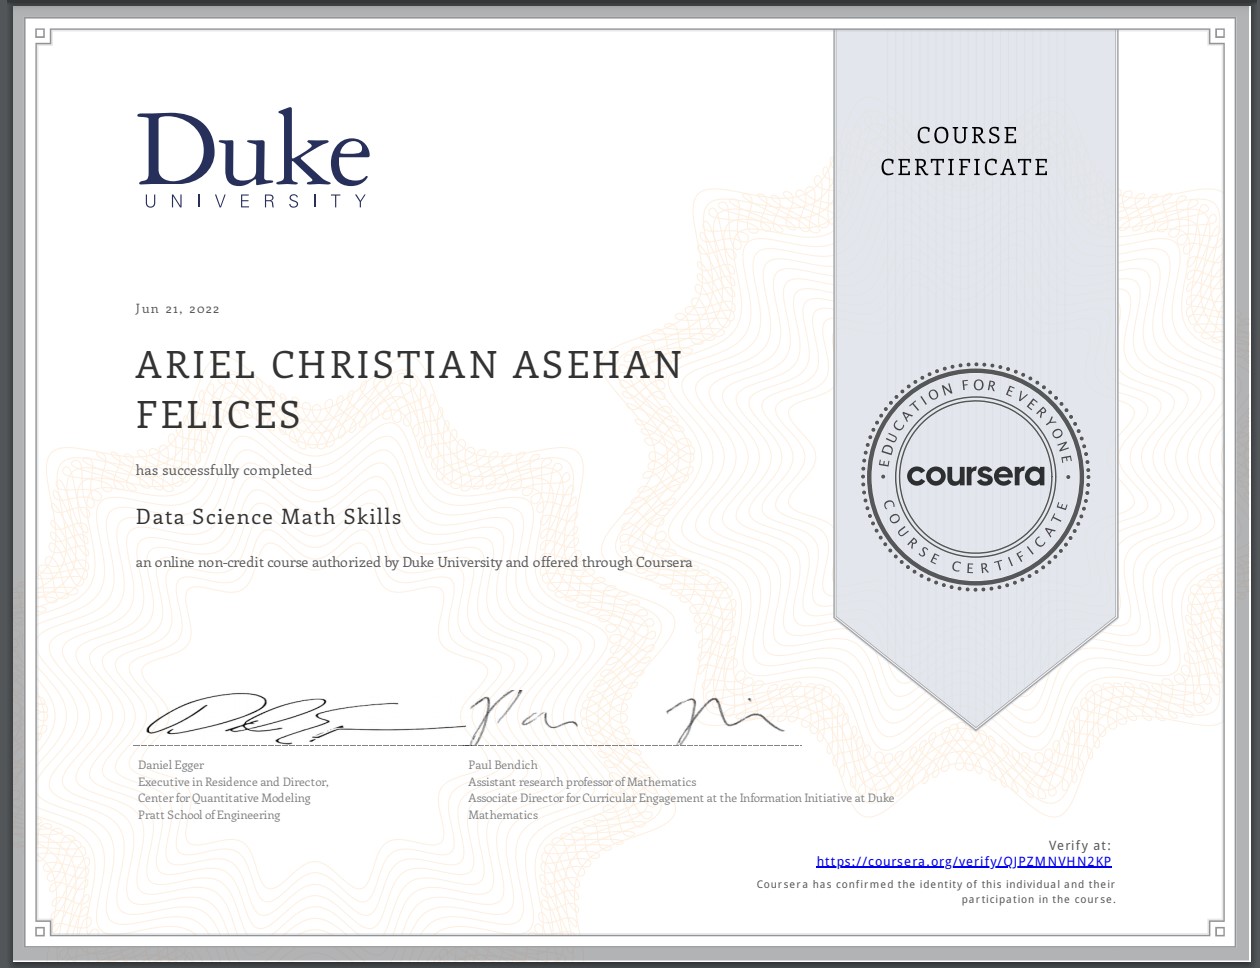 Duke
UNIVERSITY
COURSE
CERTIFICATE
Jun 21, 2022
ARIEL CHRISTIAN ASEHAN
FELICES
has successfully completed
Data Science Math Skills
an online non-credit course authorized by Duke University and offered through Coursera
EDUCATION FOR EVERYONE
coursera
COURSE CERTIFICATE
Daniel Egger
Executive in Residence and Director,
Center for Quantitative Modeling
Pratt School of Engineering
Paul Bendich
Assistant research professor of Mathematics
Associate Director for Curricular Engagement at the Information Initiative at Duke
Mathematics
Verify at:
https://coursera.org/verify/QJPZMNVHN2KP
Coursera has confirmed the identity of this individual and their
participation in the course.